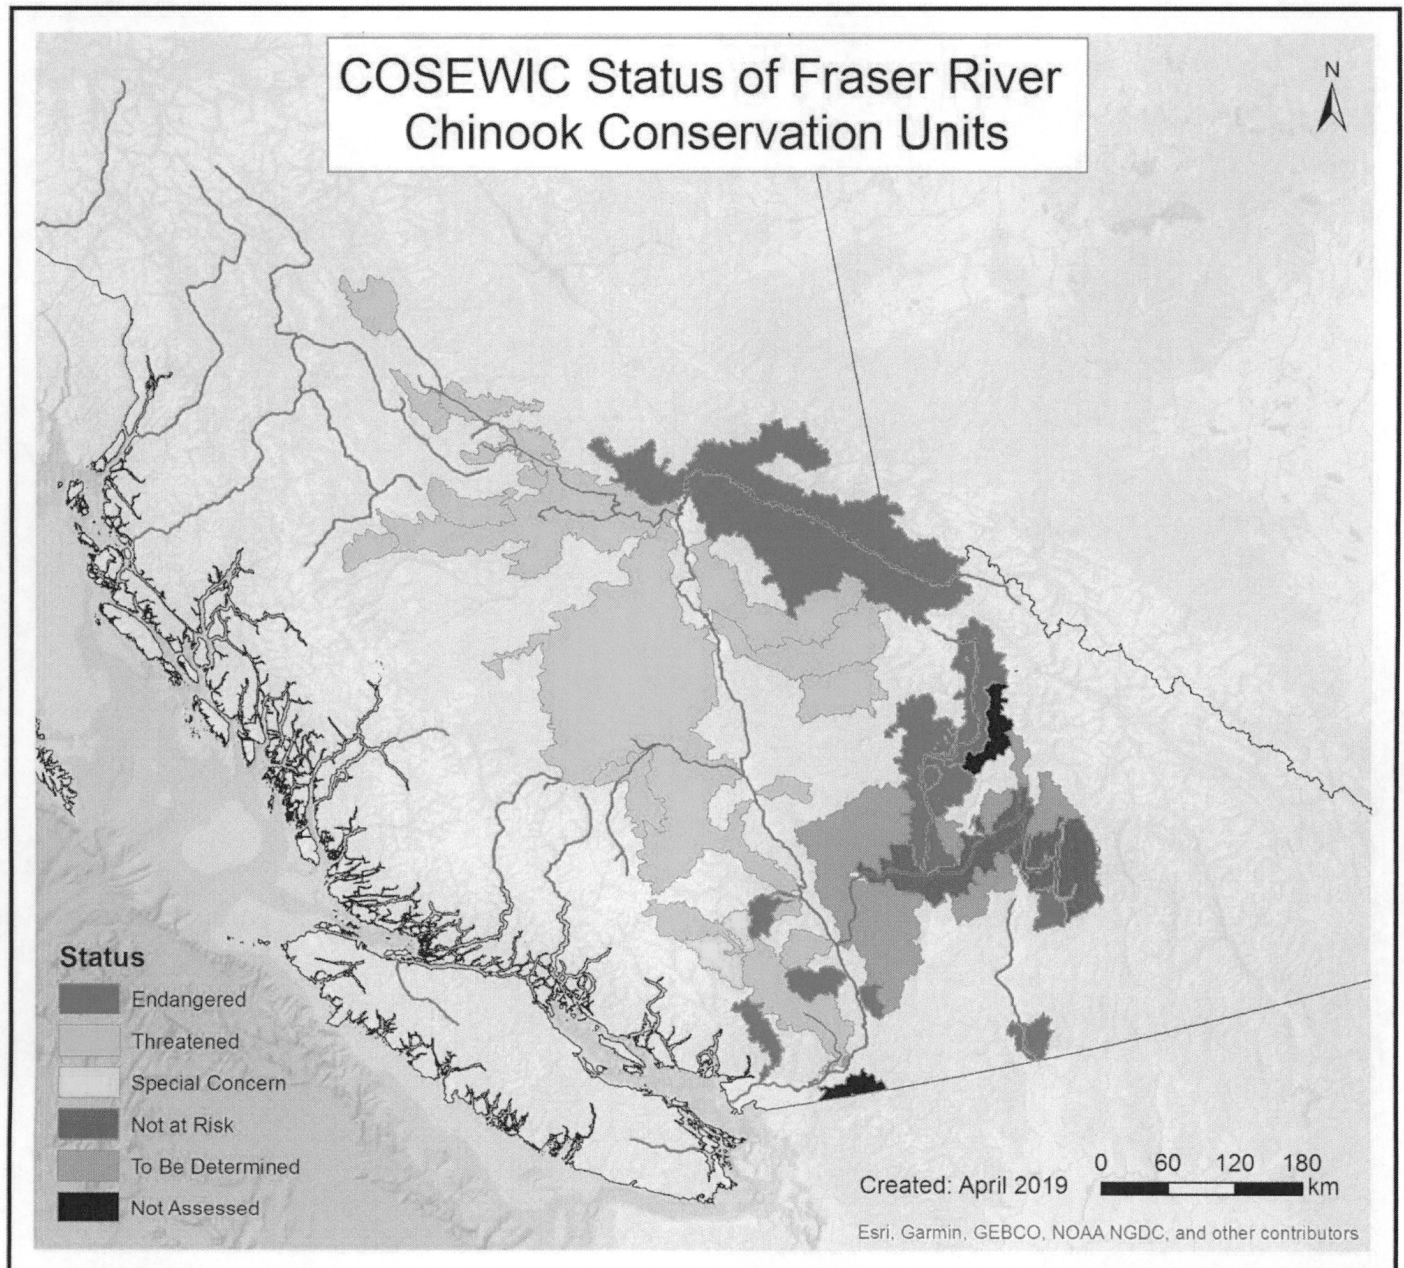 COSEWIC Status of Fraser River
Chinook Conservation Units
N
Status
Endangered
Threatened
Special Concern
Not at Risk
To Be Determined
Not Assessed
Created: April 2019
0 60 120 180
km
Esri, Garmin, GEBCO, NOAA NGDC, and other contributors